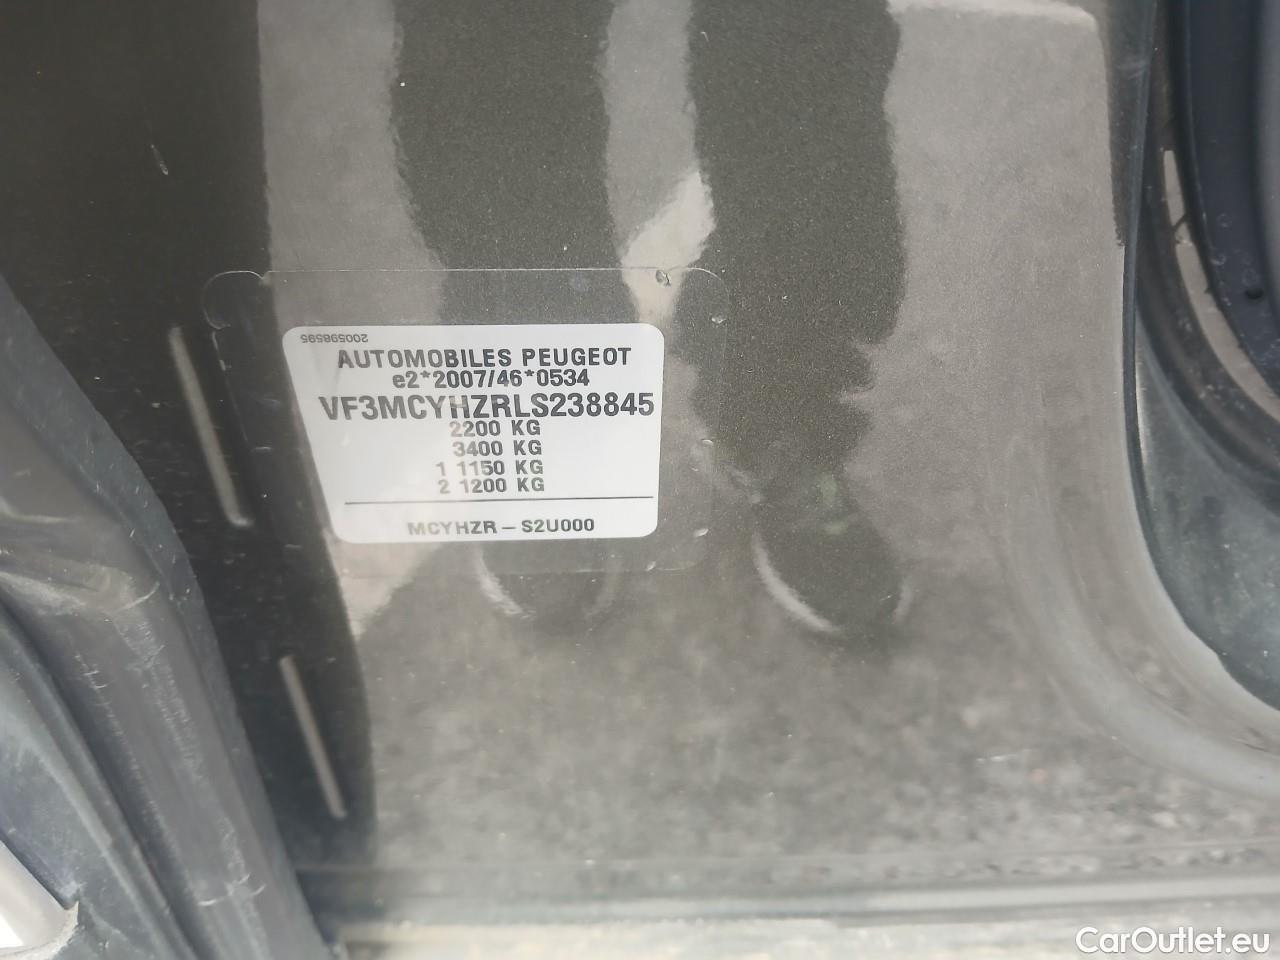 200598595
AUTOMOBILES PEUGEOT
e2*2007/46*0534
VF3MCYHZRLS238845
2200 KG
3400 KG
1 1150 KG
2 1200 KG
MCYHZR – S2U000
CarOutlet.eu